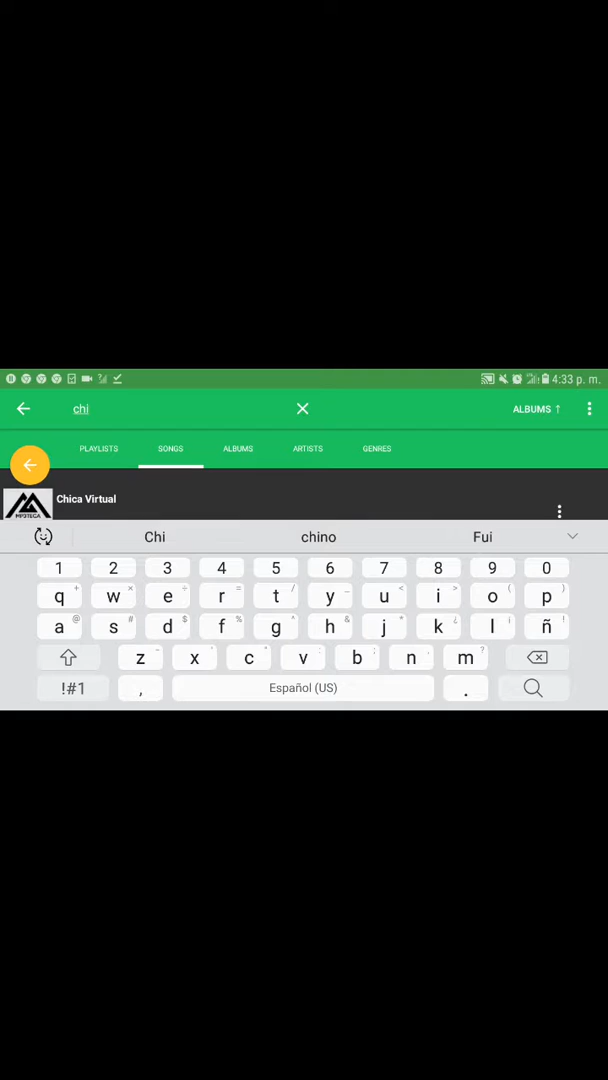 4:33 p. m.
chi
ALBUMS ↑
PLAYLISTS SONGS ALBUMS ARTISTS GENRES
MP3TECA
Chica Virtual
Chi chino Fui
1 2 3 4 5 6 7 8 9 0
q w e r t y u i o p
a s d f g h j k l ñ
z x c v b n m
!#1 , Español (US) .